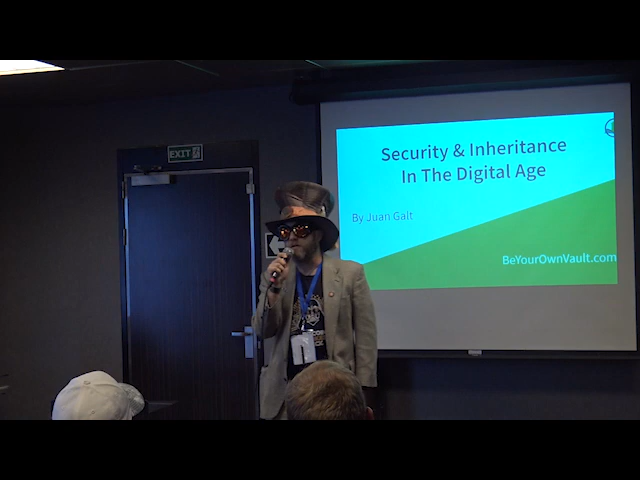 EXIT
Security & Inheritance
In The Digital Age
By Juan Galt
BeYourOwnVault.com